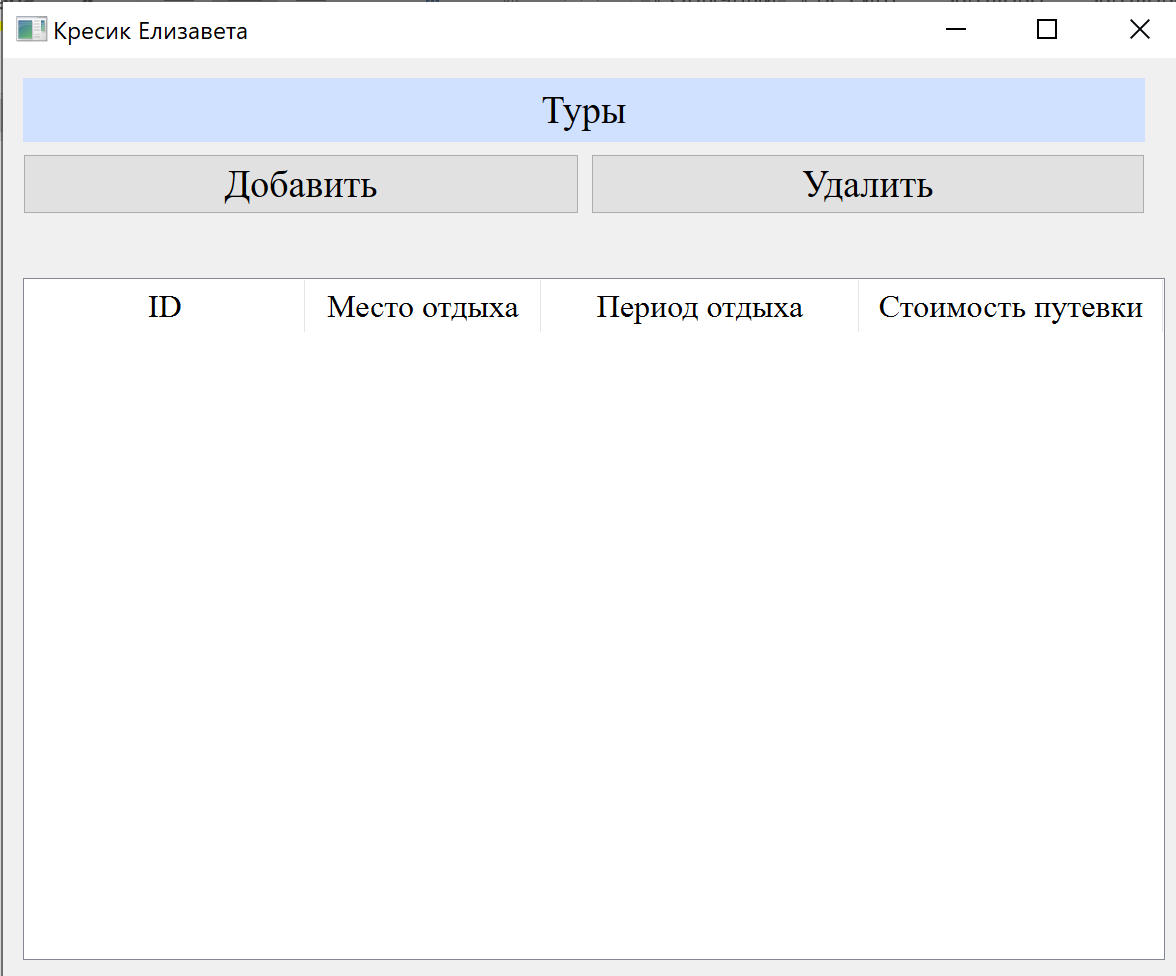 Кресик Елизавета
Туры
Добавить Удалить
ID Место отдыха Период отдыха Стоимость путевки